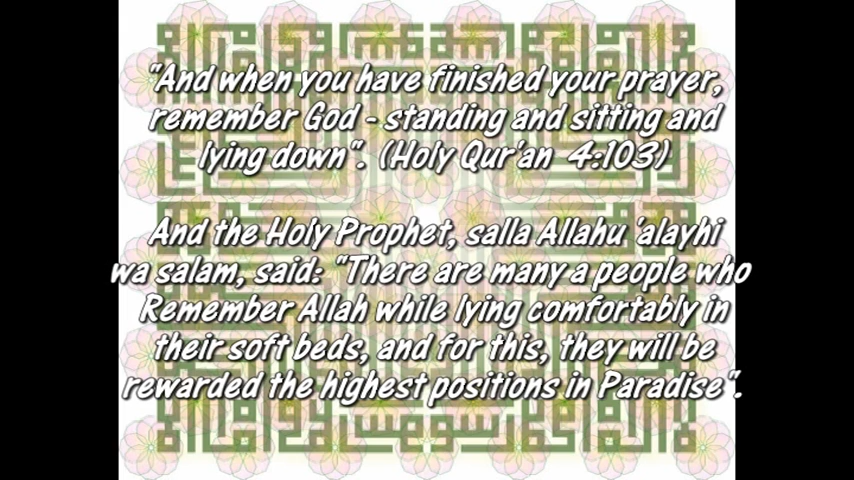 "And when you have finished your prayer,
remember God - standing and sitting and
lying down". (Holy Qur'an 4:103)
And the Holy Prophet, salla Allahu 'alayhi
wa salam, said: "There are many a people who
Remember Allah while lying comfortably in
their soft beds, and for this, they will be
rewarded the highest positions in Paradise".